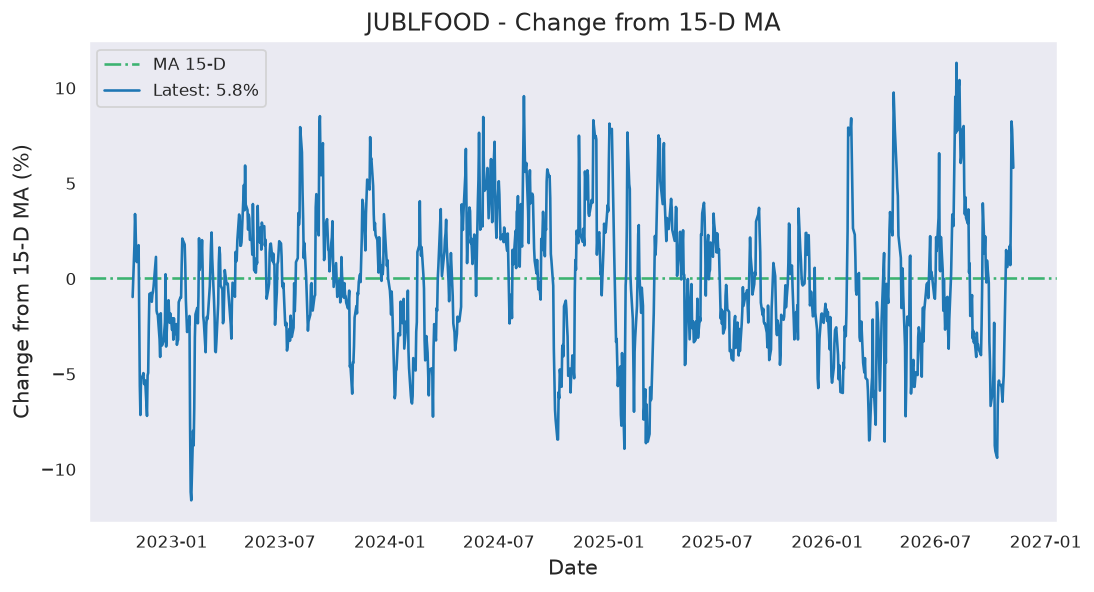 JUBLFOOD - Change from 15-D MA
MA 15-D
Latest: 5.8%
Change from 15-D MA (%)
10
5
0
−5
−10
2023-01 2023-07 2024-01 2024-07 2025-01 2025-07 2026-01 2026-07 2027-01
Date